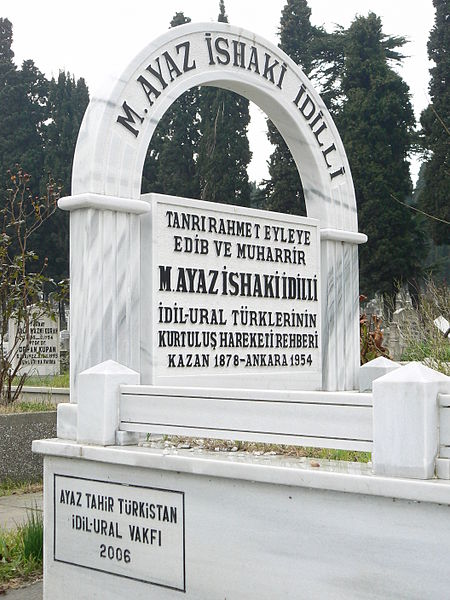 M. AYAZ İSHAKİ İDİLLİ
TANRI RAHMET EYLEYE
EDİB VE MUHARRİR
M. AYAZ İSHAKİ İDİLLİ
İDİL-URAL TÜRKLERİNİN
KURTULUŞ HAREKETİ REHBERİ
KAZAN 1878-ANKARA 1954
AYAZ TAHİR TÜRKİSTAN
İDİL-URAL VAKFI
2006